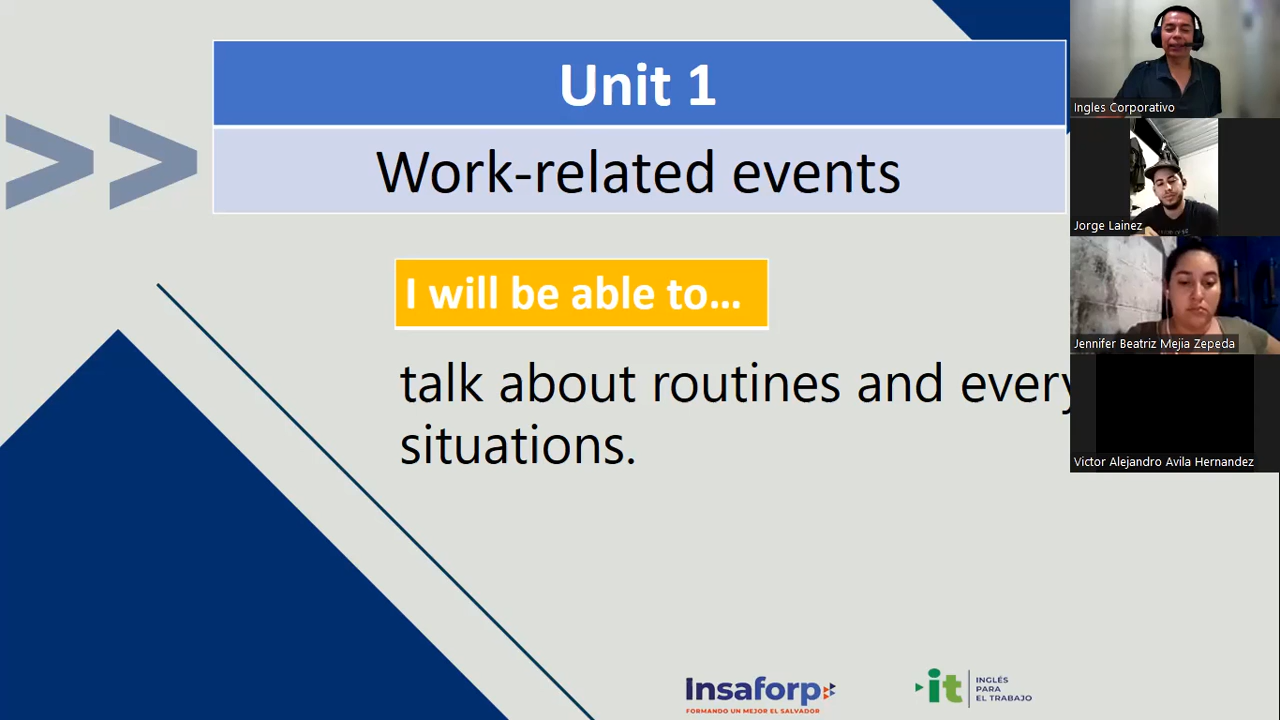 Unit 1
Work-related events
I will be able to...
talk about routines and every
situations.
Insaforp
FORMANDO UN MEJOR EL SALVADOR
it
INGLÉS
PARA
EL TRABAJO
Ingles Corporativo
Jorge Lainez
Jennifer Beatriz Mejia Zepeda
Victor Alejandro Avila Hernandez